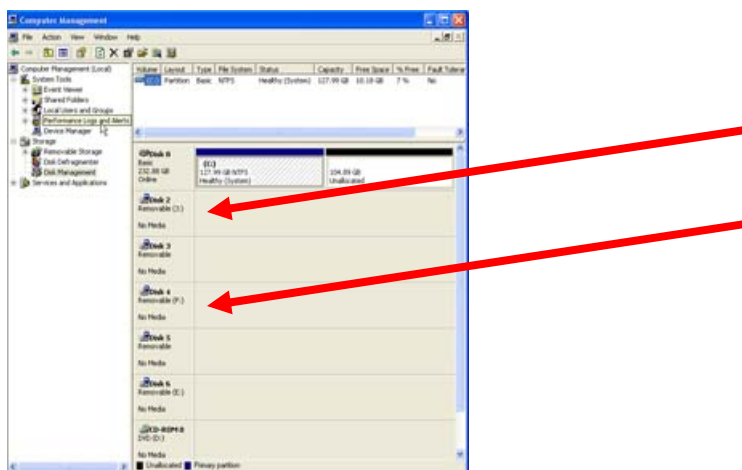 Computer Management
File Action View Window Help
Computer Management (Local)
System Tools
Event Viewer
Shared Folders
Local Users and Groups
Performance Logs and Alerts
Device Manager
Storage
Removable Storage
Disk Defragmenter
Disk Management
Services and Applications
Volume Layout Type File System Status Capacity Free Space % Free Fault Toleran
(C:) Partition Basic NTFS Healthy (System) 127.99 GB 10.18 GB 7 % No
Disk 0
Basic
232.88 GB
Online
(C:)
127.99 GB NTFS
Healthy (System)
104.89 GB
Unallocated
Disk 2
Removable (J:)
No Media
Disk 3
Removable
No Media
Disk 4
Removable (F:)
No Media
Disk 5
Removable
No Media
Disk 6
Removable (E:)
No Media
CD-ROM 0
DVD (D:)
No Media
Unallocated Primary partition